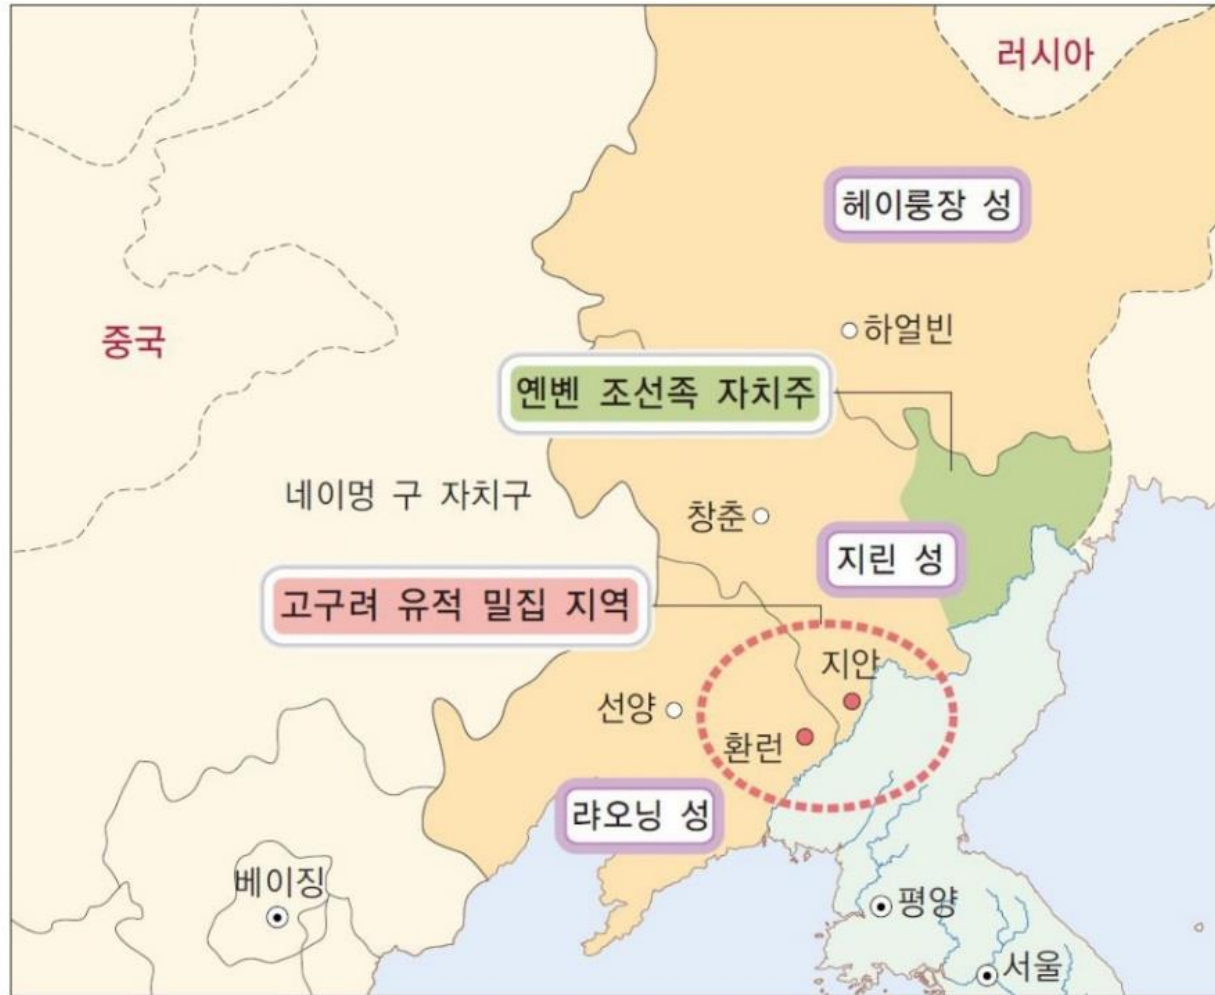 러시아
헤이룽장 성
하얼빈
중국
옌볜 조선족 자치주
네이멍 구 자치구
창춘
지린 성
고구려 유적 밀집 지역
지안
선양
환런
랴오닝 성
베이징
평양
서울